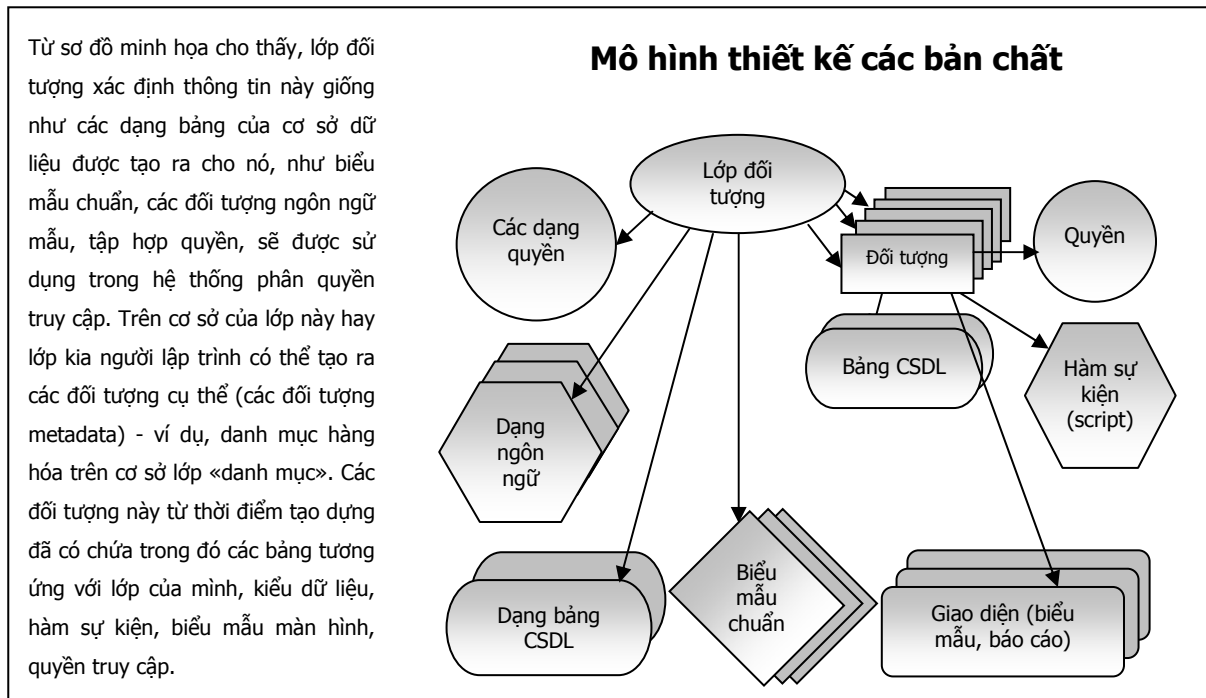 Từ sơ đồ minh họa cho thấy, lớp đối
tượng xác định thông tin này giống
như các dạng bảng của cơ sở dữ
liệu được tạo ra cho nó, như biểu
mẫu chuẩn, các đối tượng ngôn ngữ
mẫu, tập hợp quyền, sẽ được sử
dụng trong hệ thống phân quyền
truy cập. Trên cơ sở của lớp này hay
lớp kia người lập trình có thể tạo ra
các đối tượng cụ thể (các đối tượng
metadata) - ví dụ, danh mục hàng
hóa trên cơ sở lớp «danh mục». Các
đối tượng này từ thời điểm tạo dựng
đã có chứa trong đó các bảng tương
ứng với lớp của mình, kiểu dữ liệu,
hàm sự kiện, biểu mẫu màn hình,
quyền truy cập.
Mô hình thiết kế các bản chất
Lớp đối
tượng
Các dạng
quyền
Đối tượng
Quyền
Bảng CSDL
Hàm sự
kiện
(script)
Dạng
ngôn
ngữ
Dạng bảng
CSDL
Biểu
mẫu
chuẩn
Giao diện (biểu
mẫu, báo cáo)